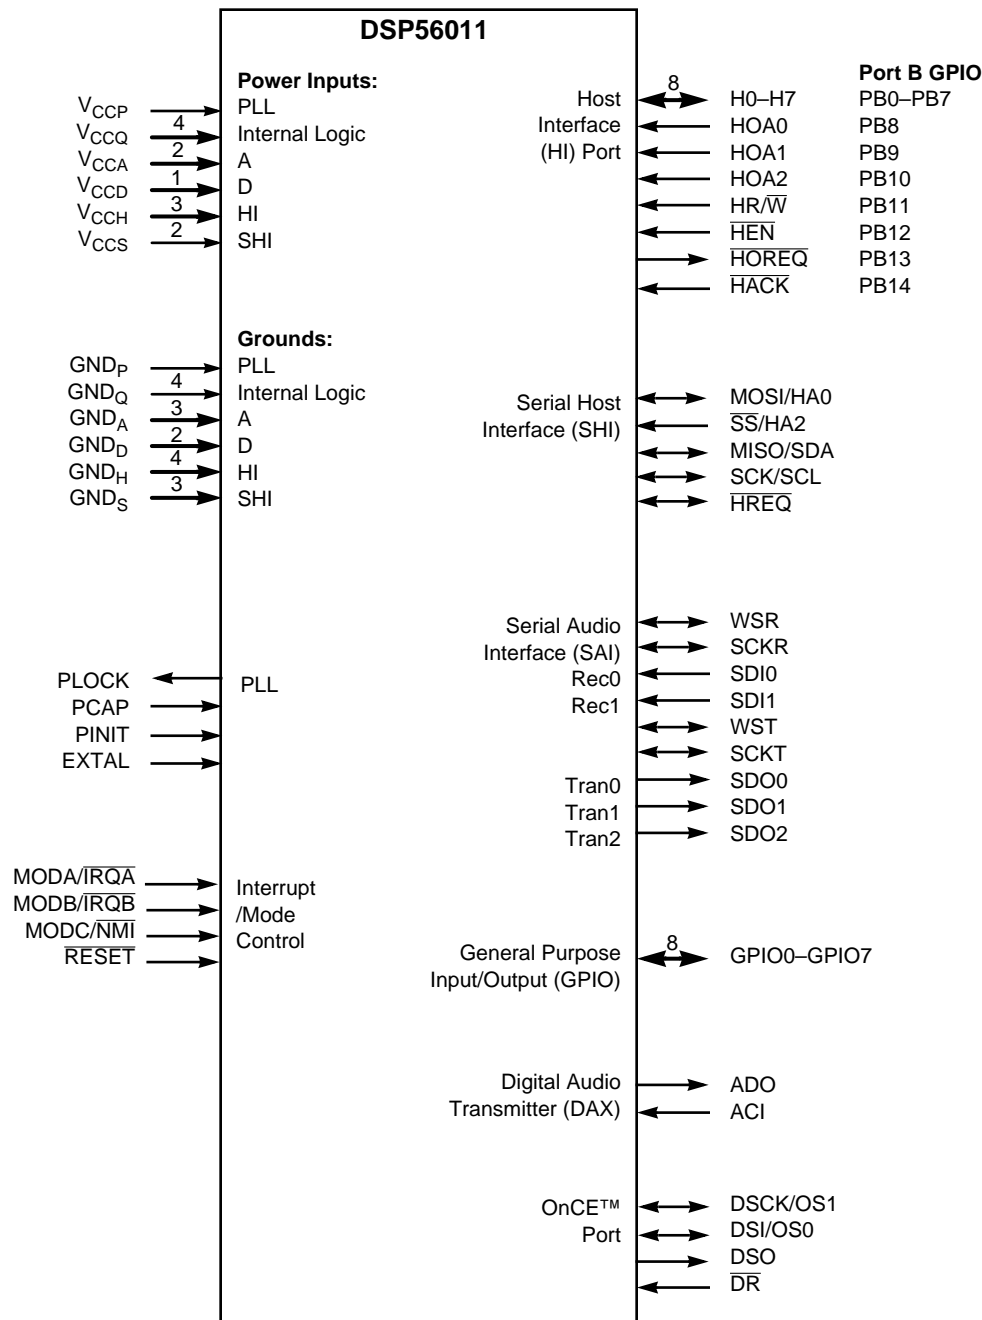 DSP56011
Power Inputs:
VCCP PLL
VCCQ 4 Internal Logic
VCCA 2 A
VCCD 1 D
VCCH 3 HI
VCCS 2 SHI
Grounds:
GNDP PLL
GNDQ 4 Internal Logic
GNDA 3 A
GNDD 2 D
GNDH 4 HI
GNDS 3 SHI
PLOCK PLL
PCAP
PINIT
EXTAL
MODA/IRQA Interrupt
MODB/IRQB /Mode
MODC/NMI Control
RESET
Port B GPIO
Host 8 H0–H7 PB0–PB7
Interface HOA0 PB8
(HI) Port HOA1 PB9
HOA2 PB10
HR/W PB11
HEN PB12
HOREQ PB13
HACK PB14
Serial Host MOSI/HA0
Interface (SHI) SS/HA2
MISO/SDA
SCK/SCL
HREQ
Serial Audio WSR
Interface (SAI) SCKR
Rec0 SDI0
Rec1 SDI1
WST
SCKT
Tran0 SDO0
Tran1 SDO1
Tran2 SDO2
General Purpose 8 GPIO0–GPIO7
Input/Output (GPIO)
Digital Audio ADO
Transmitter (DAX) ACI
OnCE™ DSCK/OS1
Port DSI/OS0
DSO
DR